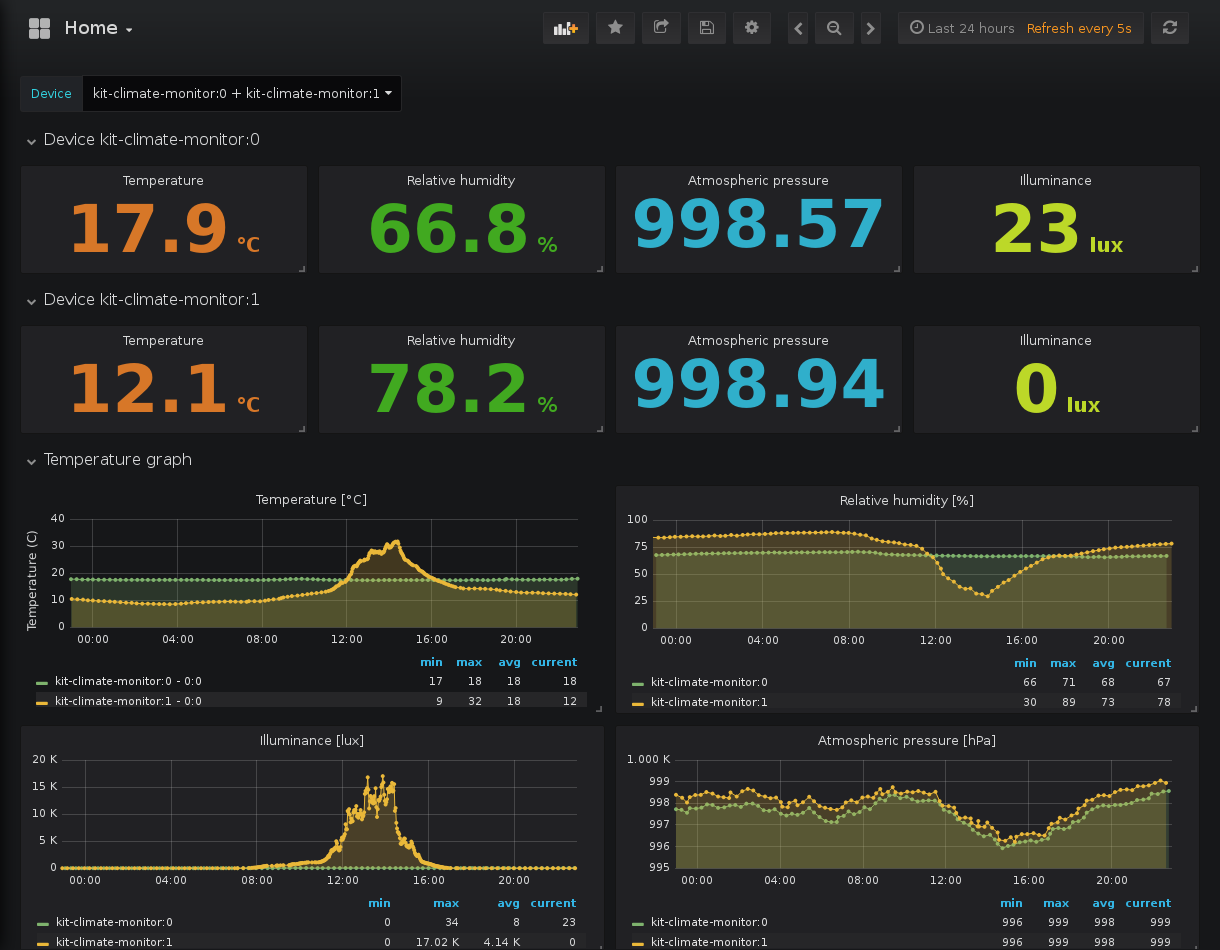 Home
Last 24 hours Refresh every 5s
Device kit-climate-monitor:0 + kit-climate-monitor:1
Device kit-climate-monitor:0
Temperature Relative humidity Atmospheric pressure Illuminance
17.9 °C 66.8 % 998.57 23 lux
Device kit-climate-monitor:1
Temperature Relative humidity Atmospheric pressure Illuminance
12.1 °C 78.2 % 998.94 0 lux
Temperature graph
Temperature [°C]
Temperature (C)
40
30
20
10
0
00:00 04:00 08:00 12:00 16:00 20:00
min max avg current
kit-climate-monitor:0 - 0:0 17 18 18 18
kit-climate-monitor:1 - 0:0 9 32 18 12
Relative humidity [%]
100
75
50
25
0
00:00 04:00 08:00 12:00 16:00 20:00
min max avg current
kit-climate-monitor:0 66 71 68 67
kit-climate-monitor:1 30 89 73 78
Illuminance [lux]
20 K
15 K
10 K
5 K
0
00:00 04:00 08:00 12:00 16:00 20:00
min max avg current
kit-climate-monitor:0 0 34 8 23
kit-climate-monitor:1 0 17.02 K 4.14 K 0
Atmospheric pressure [hPa]
1.000 K
999
998
997
996
995
00:00 04:00 08:00 12:00 16:00 20:00
min max avg current
kit-climate-monitor:0 996 999 998 999
kit-climate-monitor:1 996 999 998 999